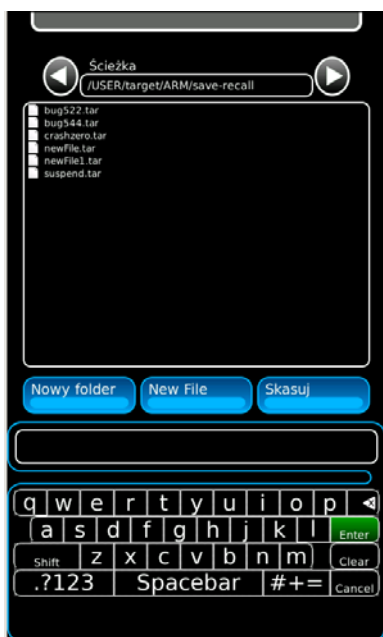 Ścieżka
/USER/target/ARM/save-recall
bug522.tar
bug544.tar
crashzero.tar
newFile.tar
newFile1.tar
suspend.tar
Nowy folder New File Skasuj
q w e r t y u i o p
a s d f g h j k l Enter
Shift z x c v b n m Clear
.?123 Spacebar #+= Cancel